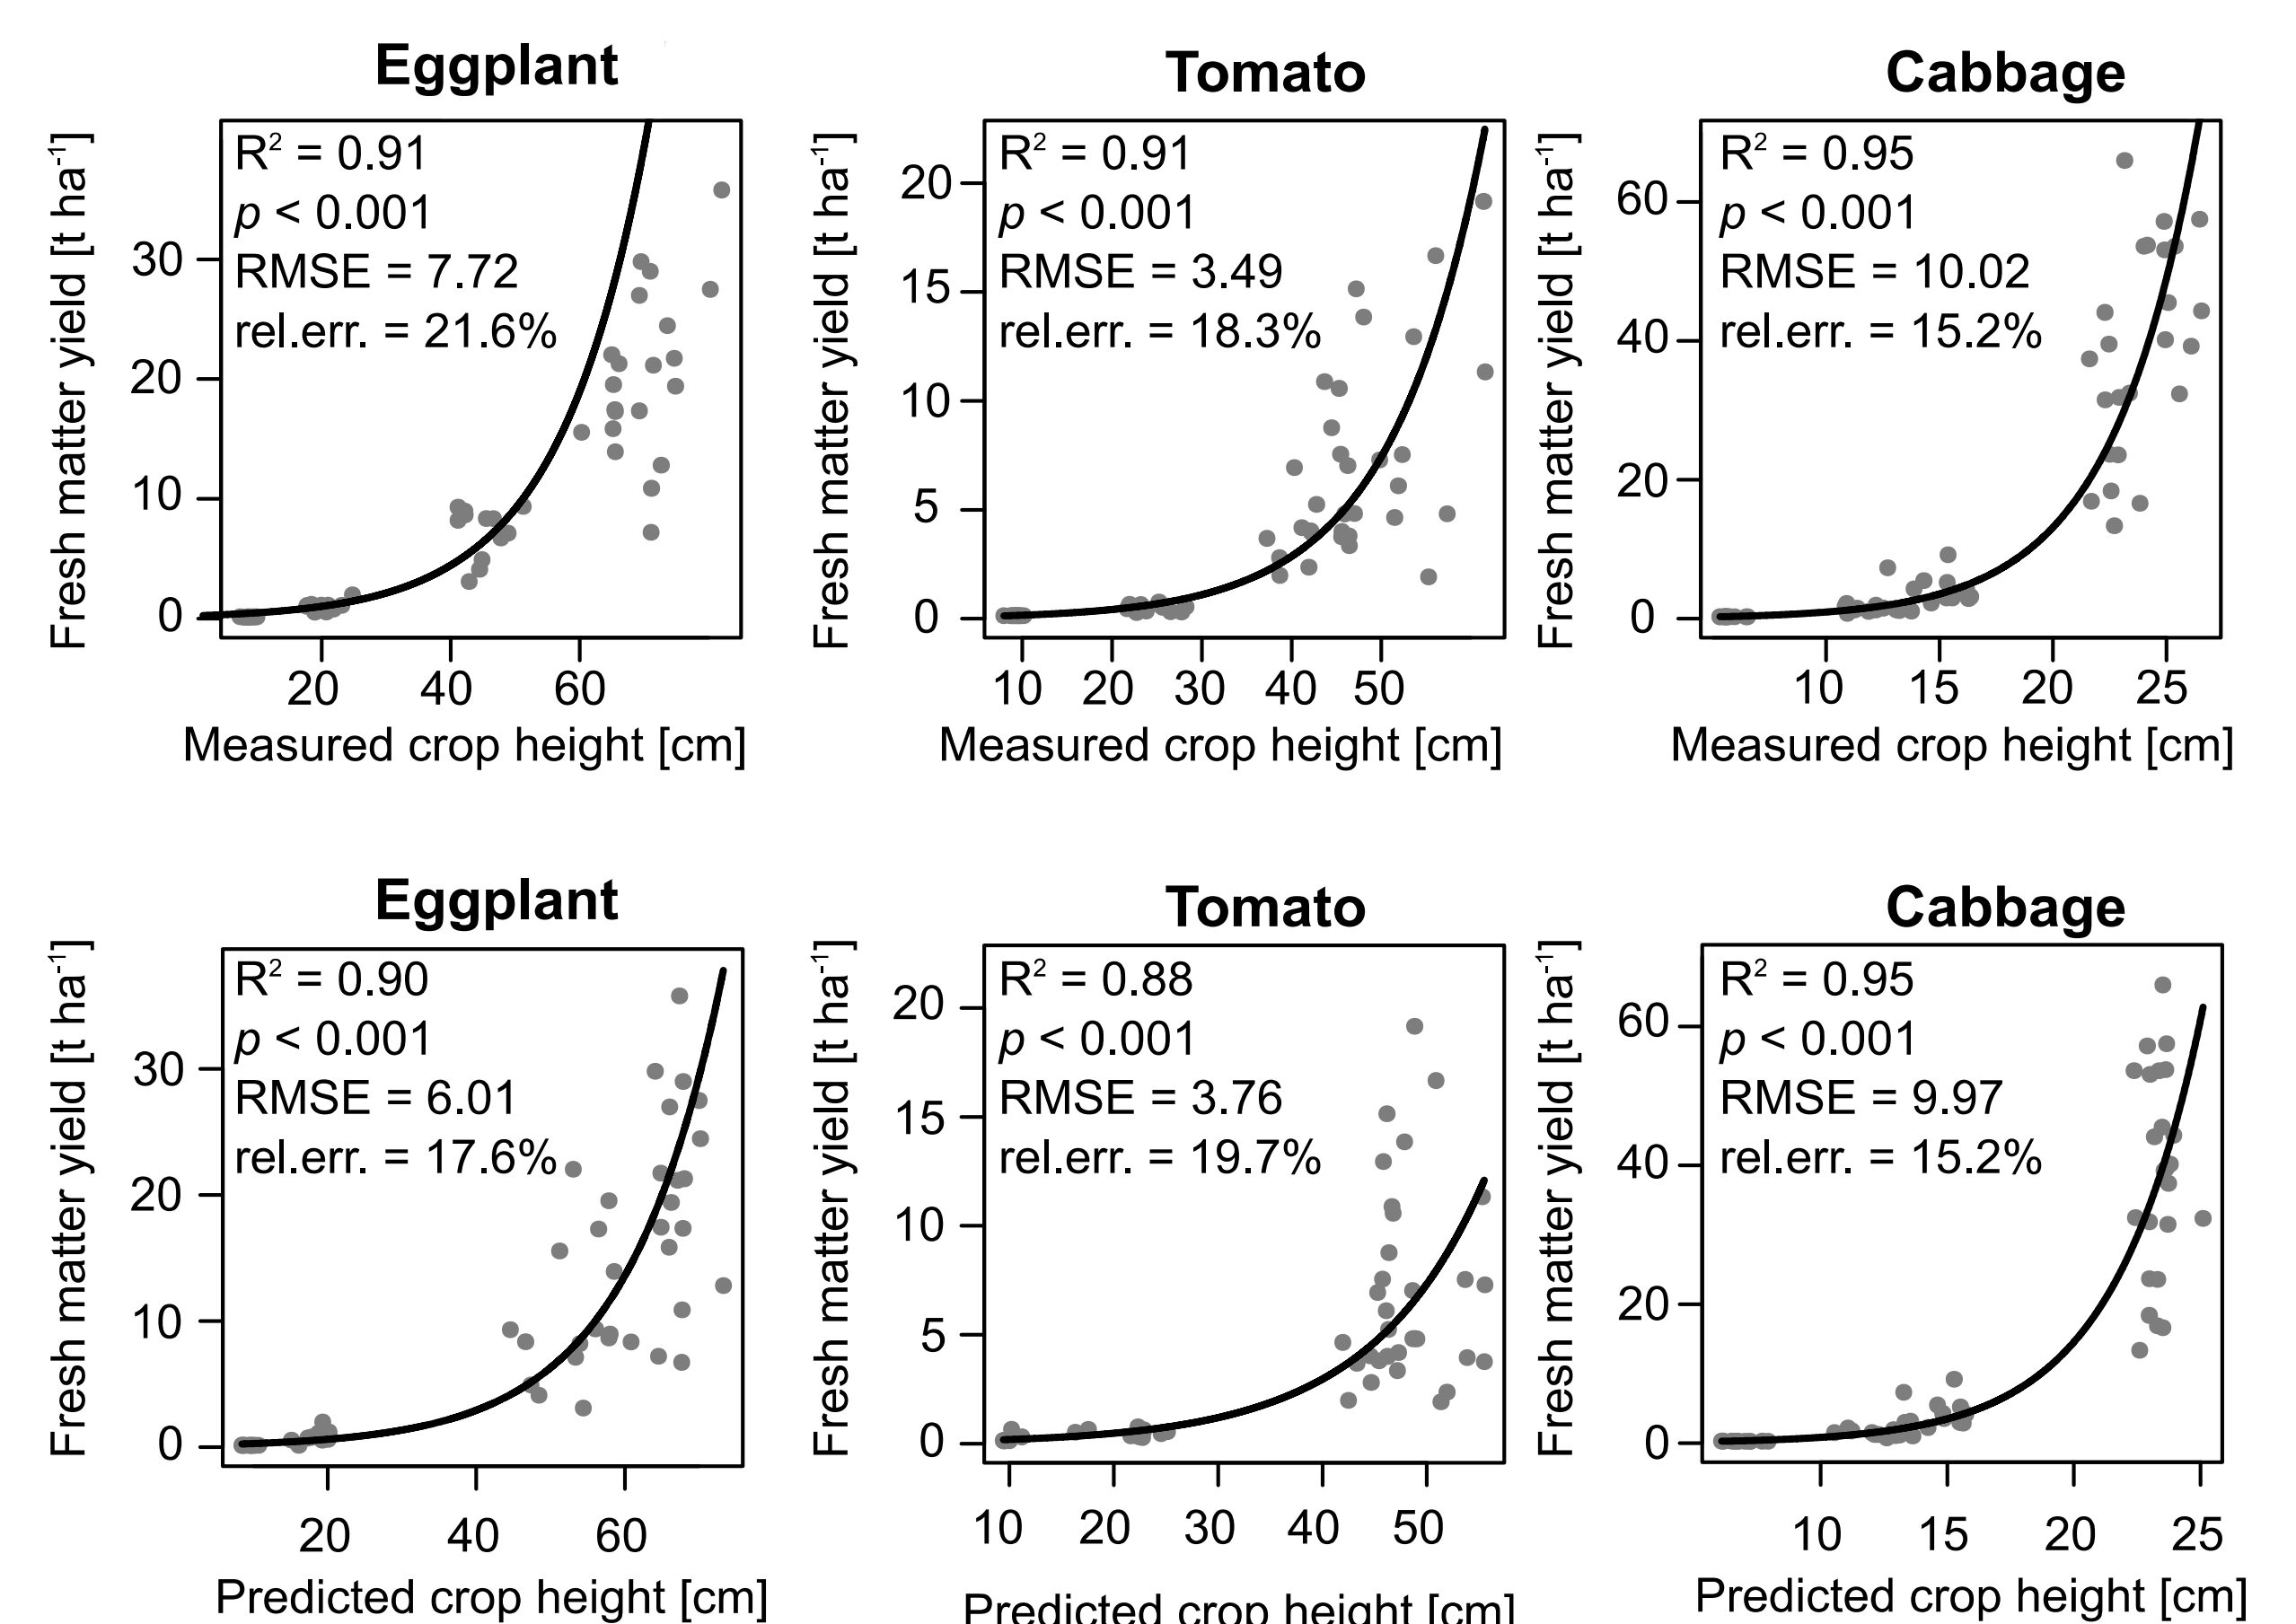 Eggplant
Fresh matter yield [t ha⁻¹]
R² = 0.91
p < 0.001
RMSE = 7.72
rel.err. = 21.6%
30
20
10
0
20 40 60
Measured crop height [cm]
Tomato
Fresh matter yield [t ha⁻¹]
R² = 0.91
p < 0.001
RMSE = 3.49
rel.err. = 18.3%
20
15
10
5
0
10 20 30 40 50
Measured crop height [cm]
Cabbage
Fresh matter yield [t ha⁻¹]
R² = 0.95
p < 0.001
RMSE = 10.02
rel.err. = 15.2%
60
40
20
0
10 15 20 25
Measured crop height [cm]
Eggplant
Fresh matter yield [t ha⁻¹]
R² = 0.90
p < 0.001
RMSE = 6.01
rel.err. = 17.6%
30
20
10
0
20 40 60
Predicted crop height [cm]
Tomato
Fresh matter yield [t ha⁻¹]
R² = 0.88
p < 0.001
RMSE = 3.76
rel.err. = 19.7%
20
15
10
5
0
10 20 30 40 50
Predicted crop height [cm]
Cabbage
Fresh matter yield [t ha⁻¹]
R² = 0.95
p < 0.001
RMSE = 9.97
rel.err. = 15.2%
60
40
20
0
10 15 20 25
Predicted crop height [cm]